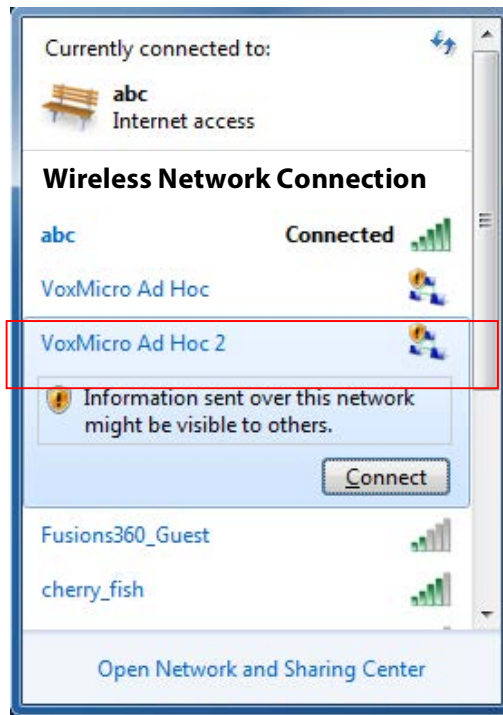 Currently connected to:
abc
Internet access
Wireless Network Connection
abc Connected
VoxMicro Ad Hoc
VoxMicro Ad Hoc 2
Information sent over this network
might be visible to others.
Connect
Fusions360_Guest
cherry_fish
Open Network and Sharing Center